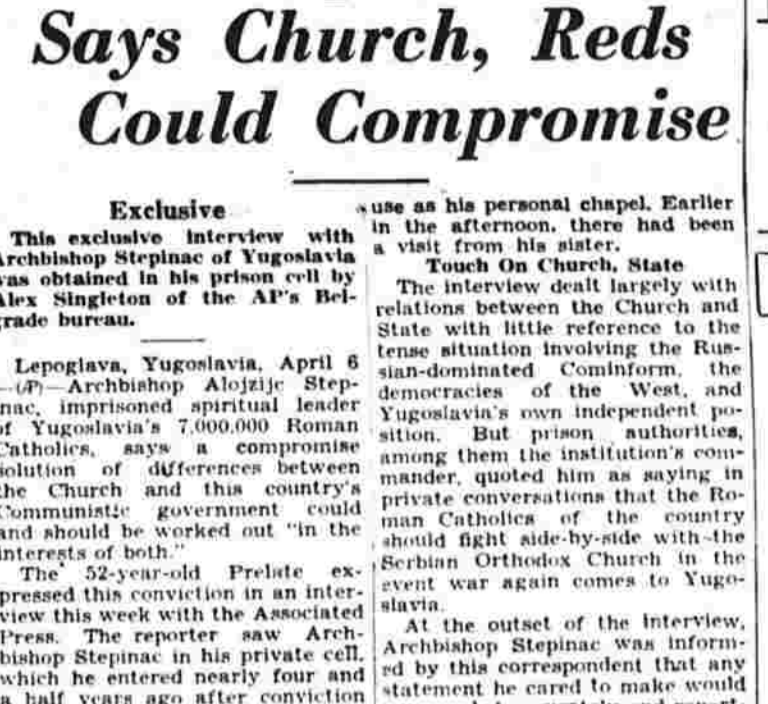 Says Church, Reds
Could Compromise
Exclusive
This exclusive interview with
Archbishop Stepinac of Yugoslavia
was obtained in his prison cell by
Alex Singleton of the AP's Bel-
grade bureau.
Lepoglava, Yugoslavia, April 6
—(AP)—Archbishop Alojzije Step-
inac, imprisoned spiritual leader
of Yugoslavia's 7,000,000 Roman
Catholics, says a compromise
solution of differences between
the Church and this country's
Communistic government could
and should be worked out "in the
interests of both."
The 52-year-old Prelate ex-
pressed this conviction in an inter-
view this week with the Associated
Press. The reporter saw Arch-
bishop Stepinac in his private cell,
which he entered nearly four and
a half years ago after conviction
use as his personal chapel. Earlier
in the afternoon, there had been
a visit from his sister.
Touch On Church, State
The interview dealt largely with
relations between the Church and
State with little reference to the
tense situation involving the Rus-
sian-dominated Cominform, the
democracies of the West, and
Yugoslavia's own independent po-
sition. But prison authorities,
among them the institution's com-
mander, quoted him as saying in
private conversations that the Ro-
man Catholics of the country
should fight side-by-side with the
Serbian Orthodox Church in the
event war again comes to Yugo-
slavia.
At the outset of the interview,
Archbishop Stepinac was inform-
ed by this correspondent that any
statement he cared to make would